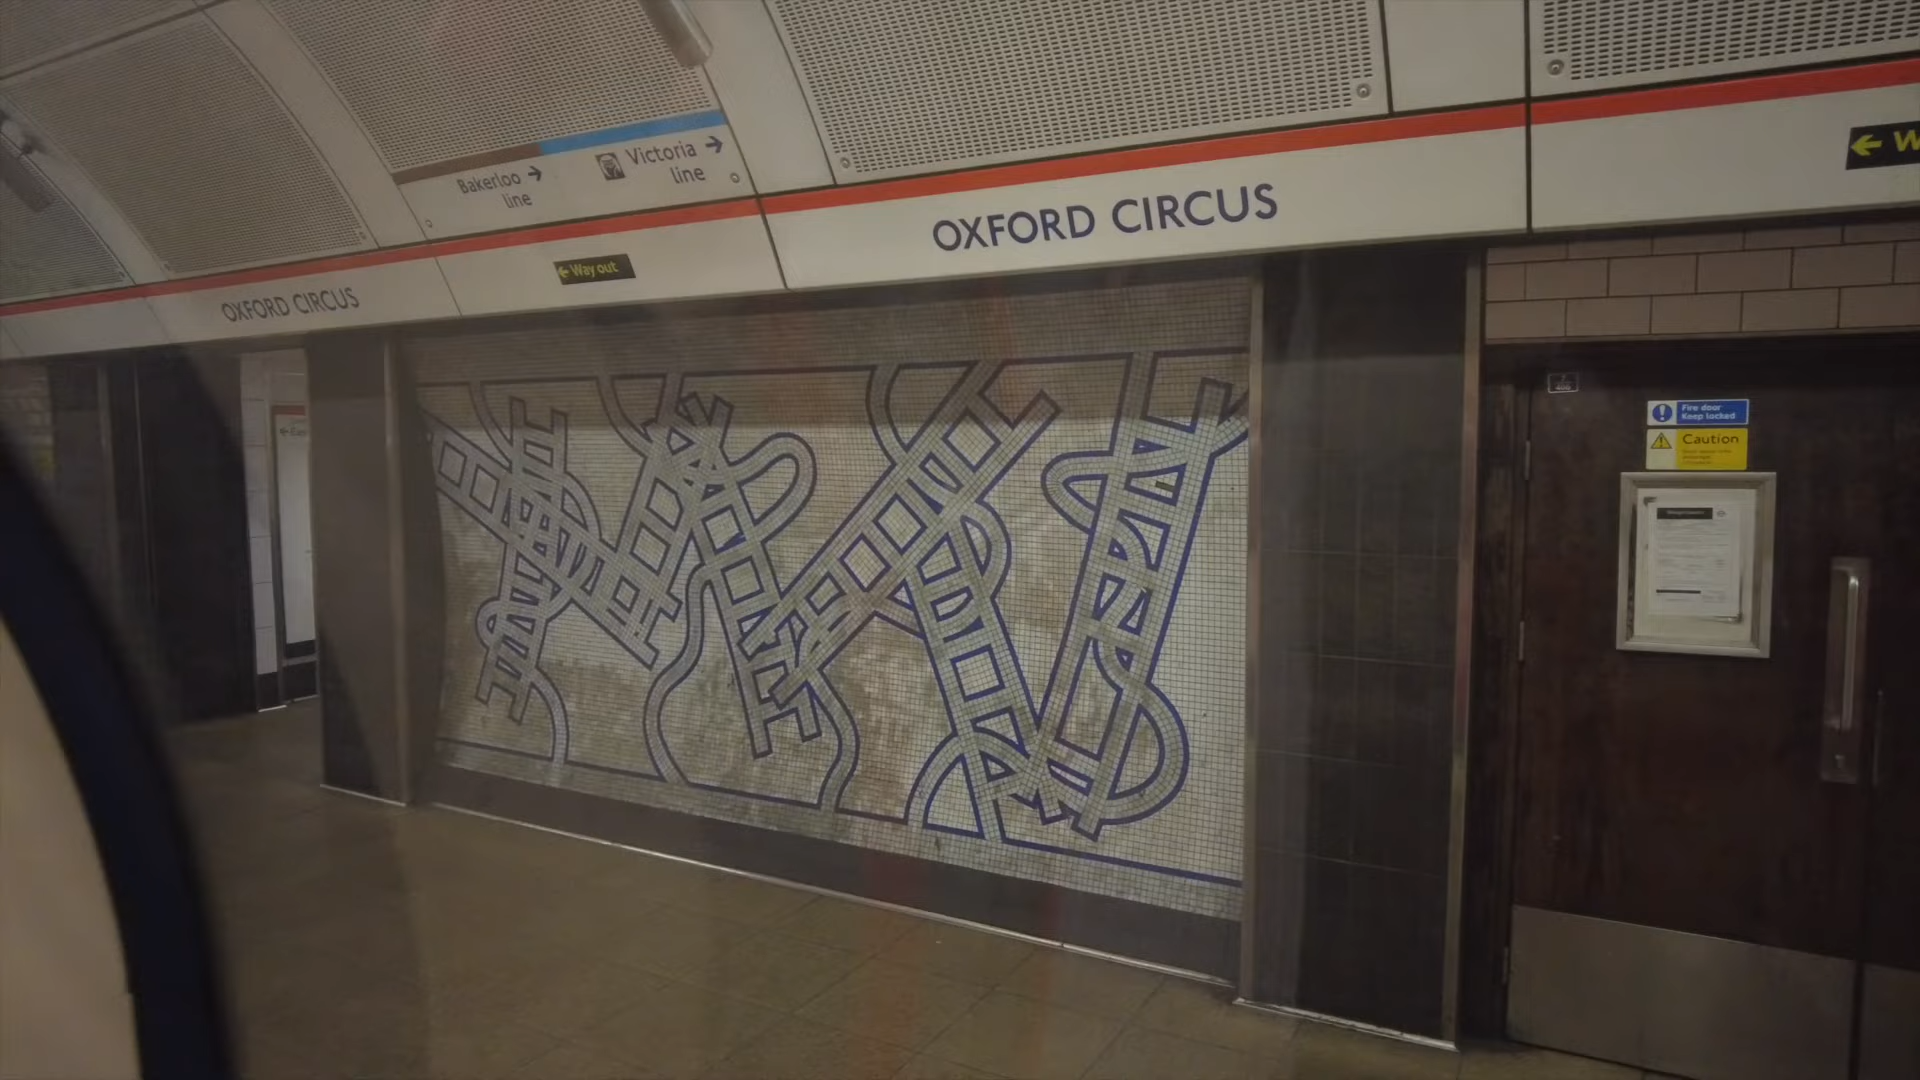 Bakerloo
line
Victoria
line
OXFORD CIRCUS
Way out
OXFORD CIRCUS
Fire door
Keep locked
Caution